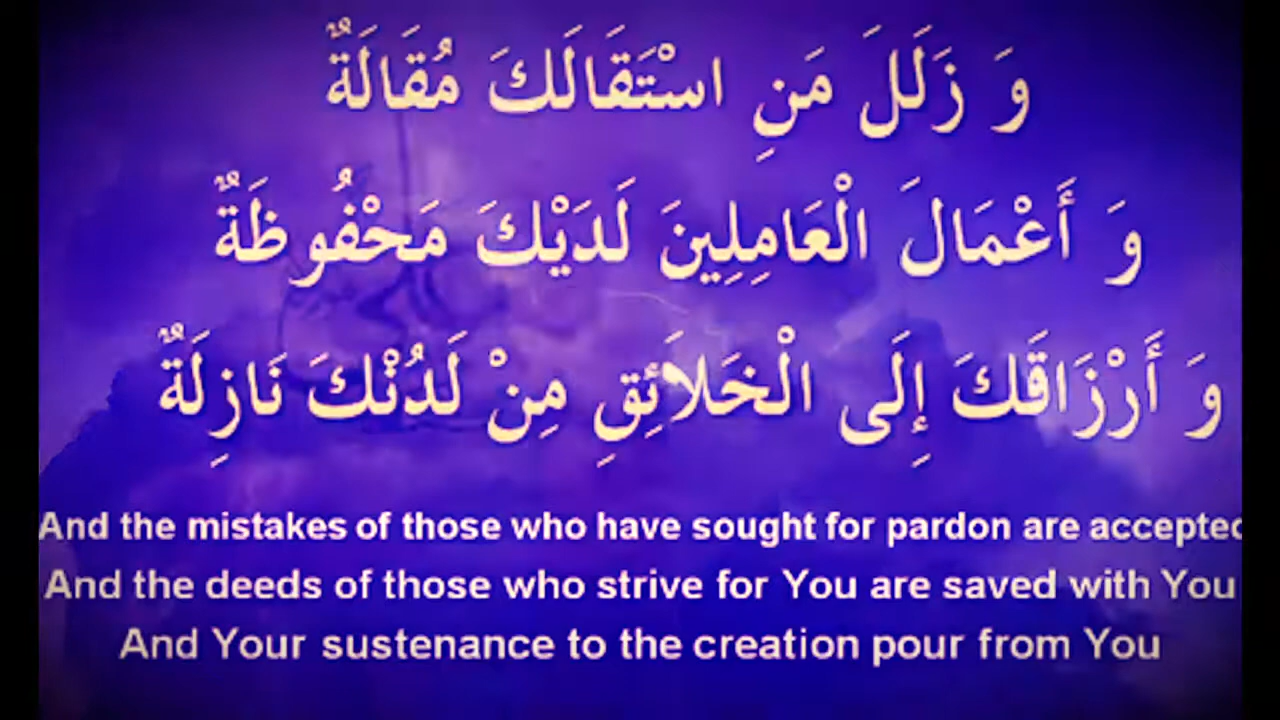 وَ زَلَلَ مَنِ اسْتَقَالَكَ مُقَالَةٌ
وَ أَعْمَالَ الْعَامِلِينَ لَدَيْكَ مَحْفُوظَةٌ
وَ أَرْزَاقَكَ إِلَى الْخَلَائِقِ مِنْ لَدُنْكَ نَازِلَةٌ
And the mistakes of those who have sought for pardon are accepted
And the deeds of those who strive for You are saved with You
And Your sustenance to the creation pour from You